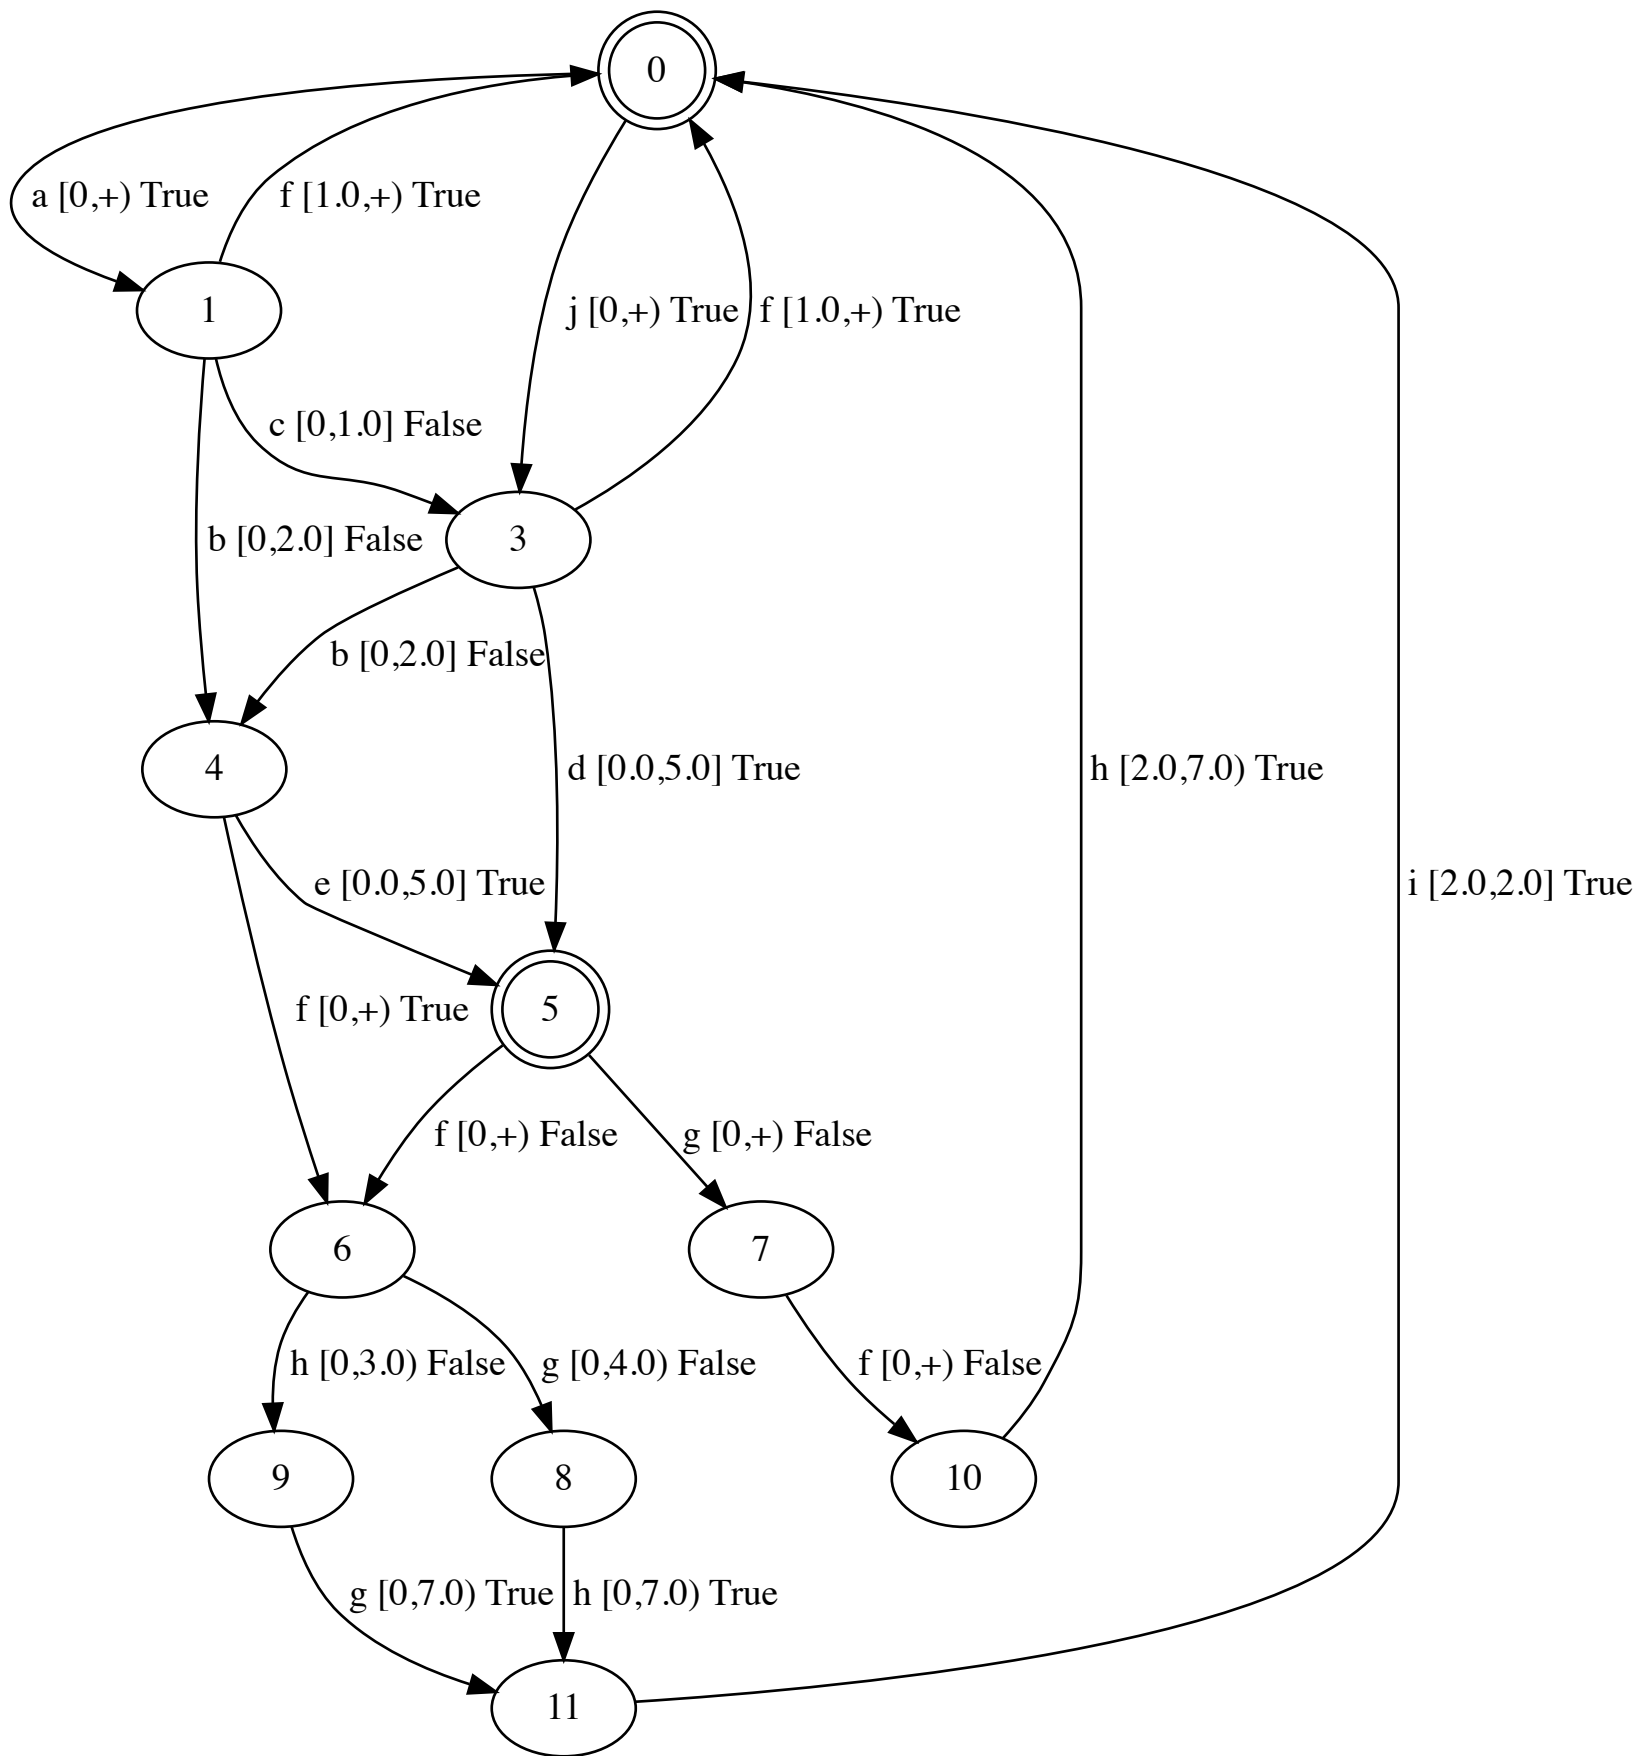 0
a [0,+) True
f [1.0,+) True
1
j [0,+) True
f [1.0,+) True
c [0,1.0] False
b [0,2.0] False
3
b [0,2.0] False
4
d [0.0,5.0] True
h [2.0,7.0) True
e [0.0,5.0] True
i [2.0,2.0] True
f [0,+) True
5
f [0,+) False
g [0,+) False
6
7
h [0,3.0) False
g [0,4.0) False
f [0,+) False
9
8
10
g [0,7.0) True
h [0,7.0) True
11